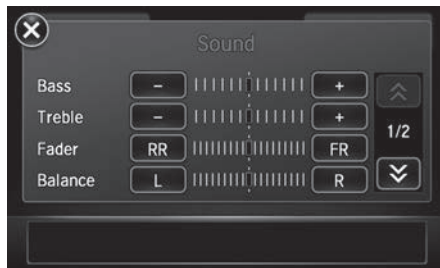 Sound
Bass - +
Treble - +
Fader RR FR
1/2
Balance L R